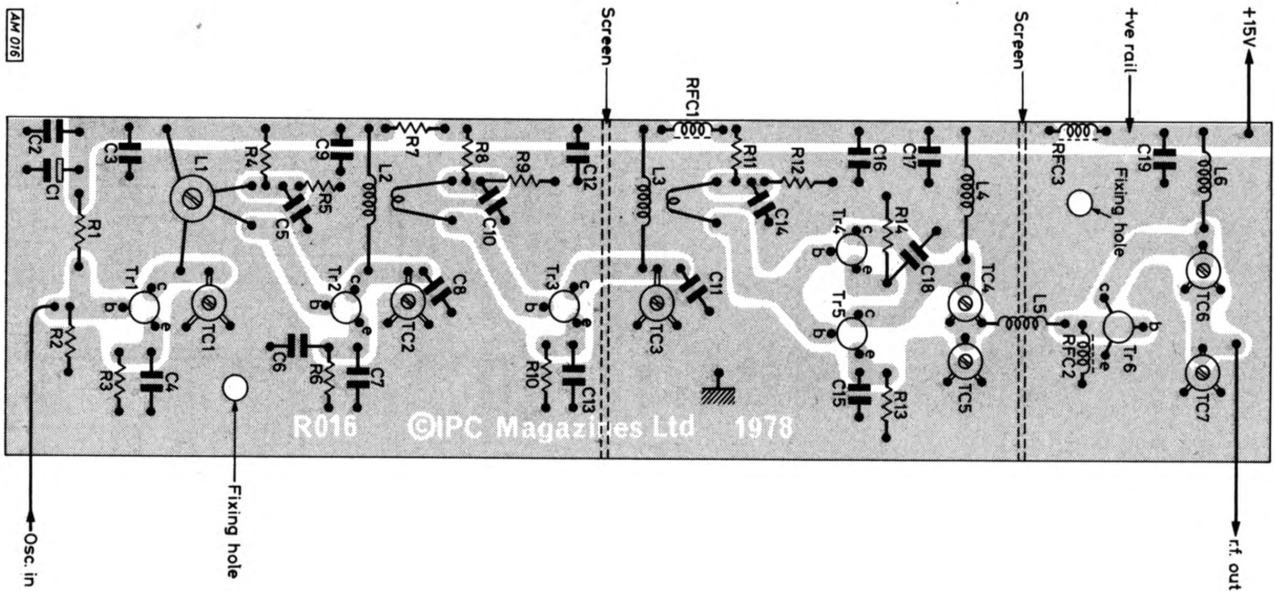 AM 016
Screen
Screen
+ve rail
+15V
RFC1
Fixing hole
C2
C1
C3
L1
R4
C9
R5
C5
L2
R7
R8
R9
C10
C12
L3
R11
R12
C14
C16
C17
R14
C18
L4
RFC3
C19
L6
R1
R2
Tr1
c
b
e
TC1
R3
C4
Tr2
c
b
e
TC2
C8
C6
R6
C7
Tr3
c
b
e
R10
C13
TC3
C11
Tr4
c
b
e
Tr5
c
b
e
C15
R13
TC4
TC5
L5
RFC2
c
b
e
Tr6
TC6
TC7
R016 ©IPC Magazines Ltd 1978
Fixing hole
Osc. in
r.f. out